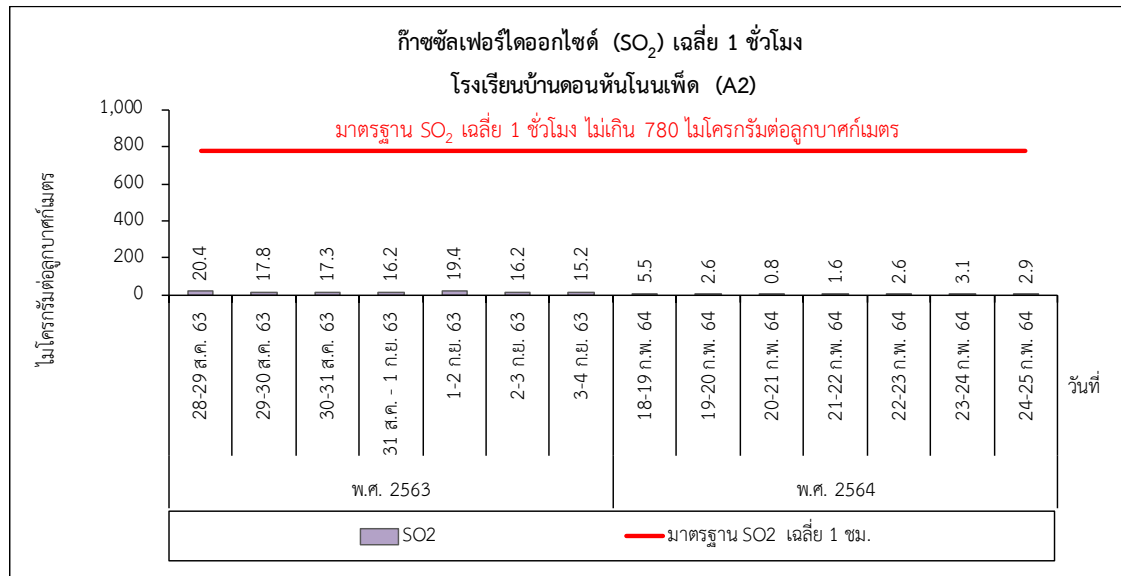 ก๊าซซัลเฟอร์ไดออกไซด์ (SO2) เฉลี่ย 1 ชั่วโมง
โรงเรียนบ้านดอนหันโนนเพ็ด (A2)
มาตรฐาน SO2 เฉลี่ย 1 ชั่วโมง ไม่เกิน 780 ไมโครกรัมต่อลูกบาศก์เมตร
ไมโครกรัมต่อลูกบาศก์เมตร
1,000
800
600
400
200
0
20.4
17.8
17.3
16.2
19.4
16.2
15.2
5.5
2.6
0.8
1.6
2.6
3.1
2.9
28-29 ส.ค. 63
29-30 ส.ค. 63
30-31 ส.ค. 63
31 ส.ค. - 1 ก.ย. 63
1-2 ก.ย. 63
2-3 ก.ย. 63
3-4 ก.ย. 63
18-19 ก.พ. 64
19-20 ก.พ. 64
20-21 ก.พ. 64
21-22 ก.พ. 64
22-23 ก.พ. 64
23-24 ก.พ. 64
24-25 ก.พ. 64
วันที่
พ.ศ. 2563
พ.ศ. 2564
SO2
มาตรฐาน SO2 เฉลี่ย 1 ชม.